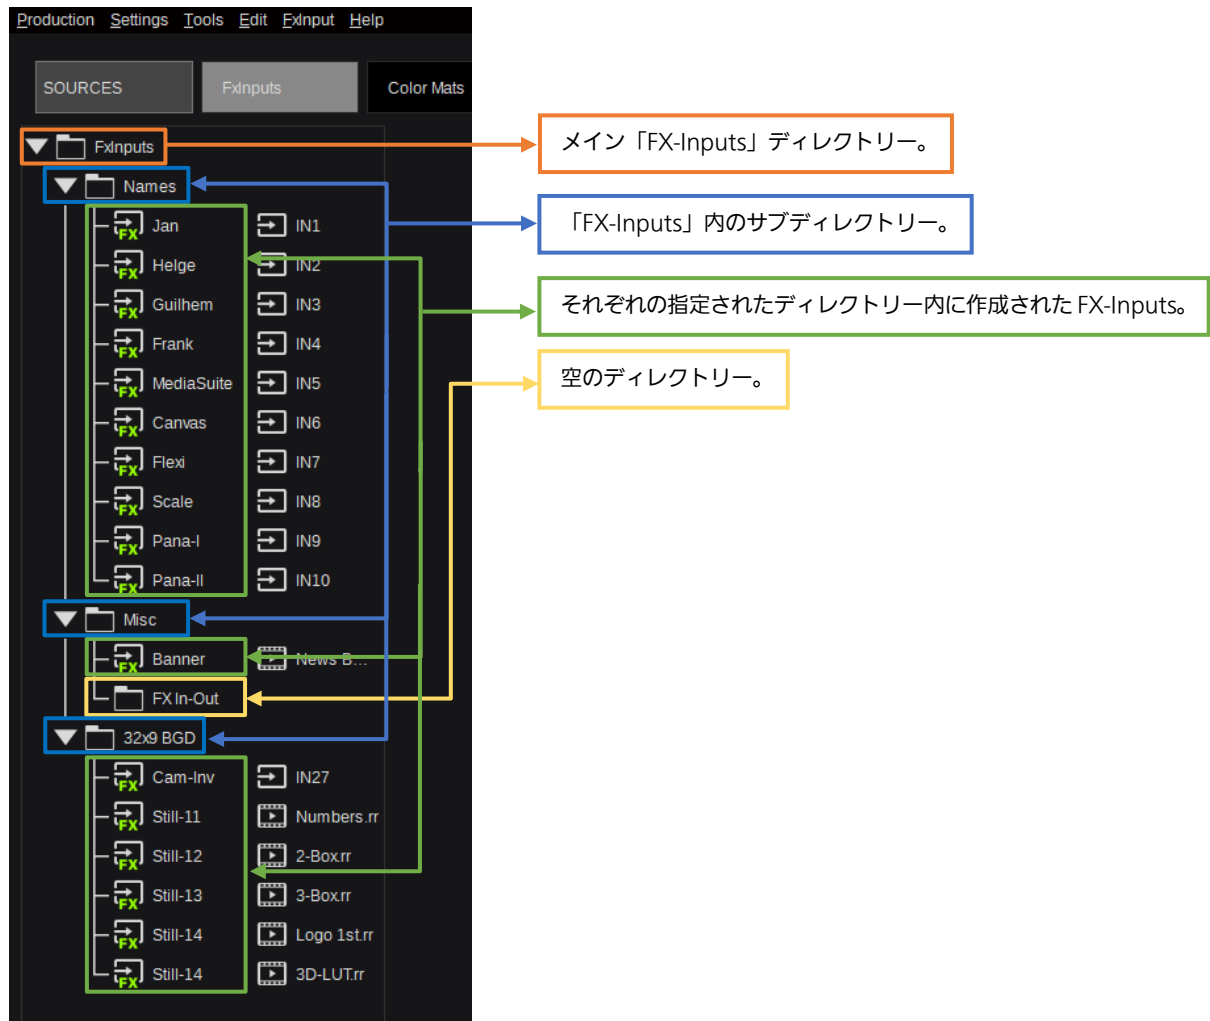 Production Settings Tools Edit FxInput Help
SOURCES FxInputs Color Mats
FxInputs
メイン「FX-Inputs」ディレクトリー。
Names
Jan IN1
「FX-Inputs」内のサブディレクトリー。
Helge IN2
Guilhem IN3
それぞれの指定されたディレクトリー内に作成された FX-Inputs。
Frank IN4
MediaSuite IN5
空のディレクトリー。
Canvas IN6
Flexi IN7
Scale IN8
Pana-I IN9
Pana-II IN10
Misc
Banner News B...
FX In-Out
32x9 BGD
Cam-Inv IN27
Still-11 Numbers.rr
Still-12 2-Box.rr
Still-13 3-Box.rr
Still-14 Logo 1st.rr
Still-14 3D-LUT.rr